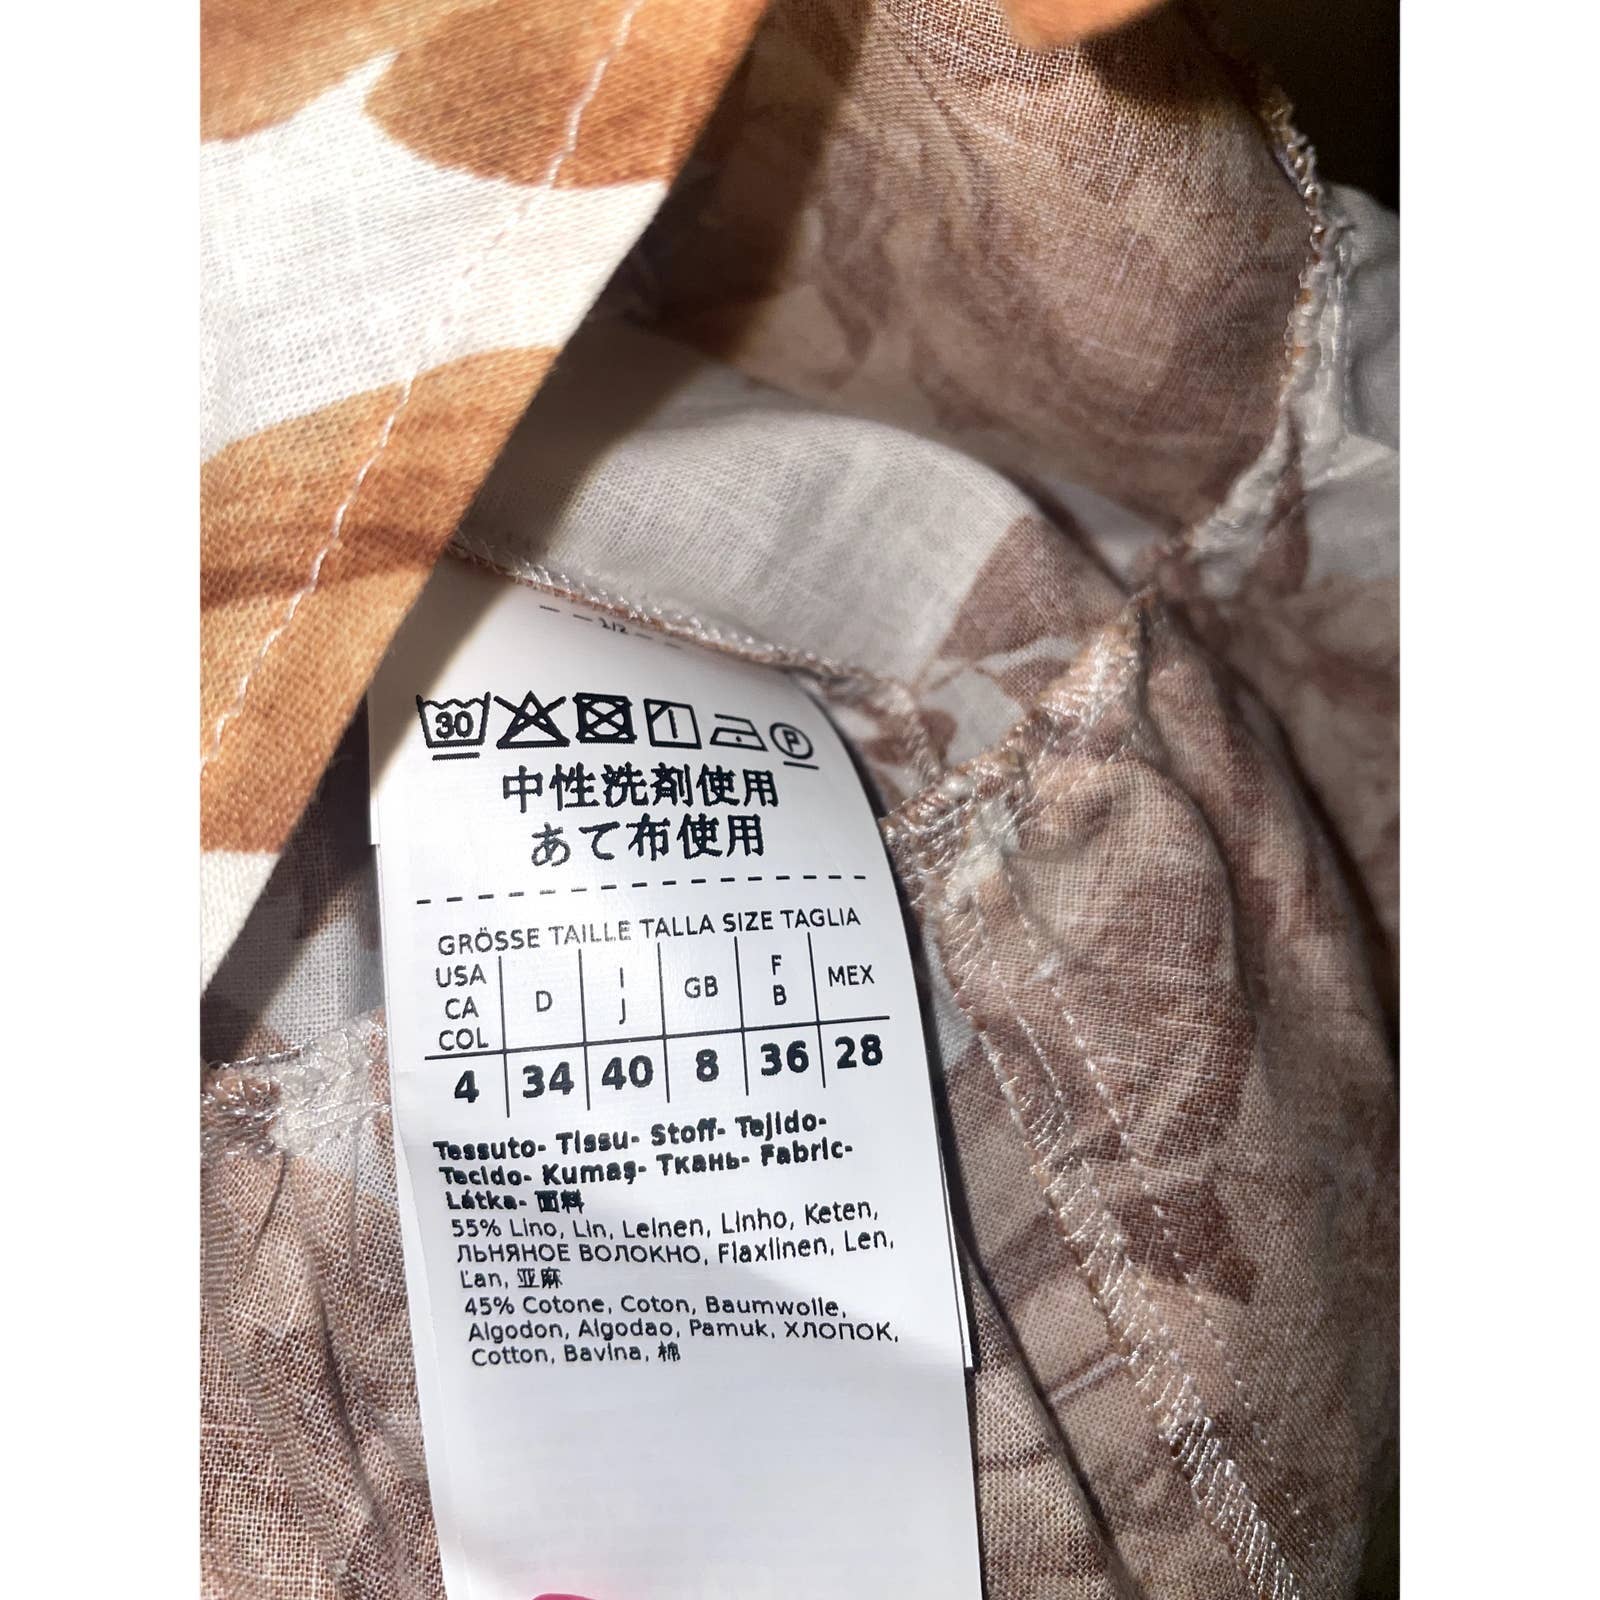 1/2
30 P
中性洗剤使用
あて布使用
GRÖSSE TAILLE TALLA SIZE TAGLIA
USA CA COL D I J GB F B MEX
4 34 40 8 36 28
Tessuto- Tissu- Stoff- Tejido-
Tecido- Kumaş- Ткань- Fabric-
Látka- 面料
55% Lino, Lin, Leinen, Linho, Keten,
ЛЬНЯНОЕ ВОЛОКНО, Flaxlinen, Len,
Ľan, 亚麻
45% Cotone, Coton, Baumwolle,
Algodon, Algodao, Pamuk, ХЛОПОК,
Cotton, Bavlna, 棉